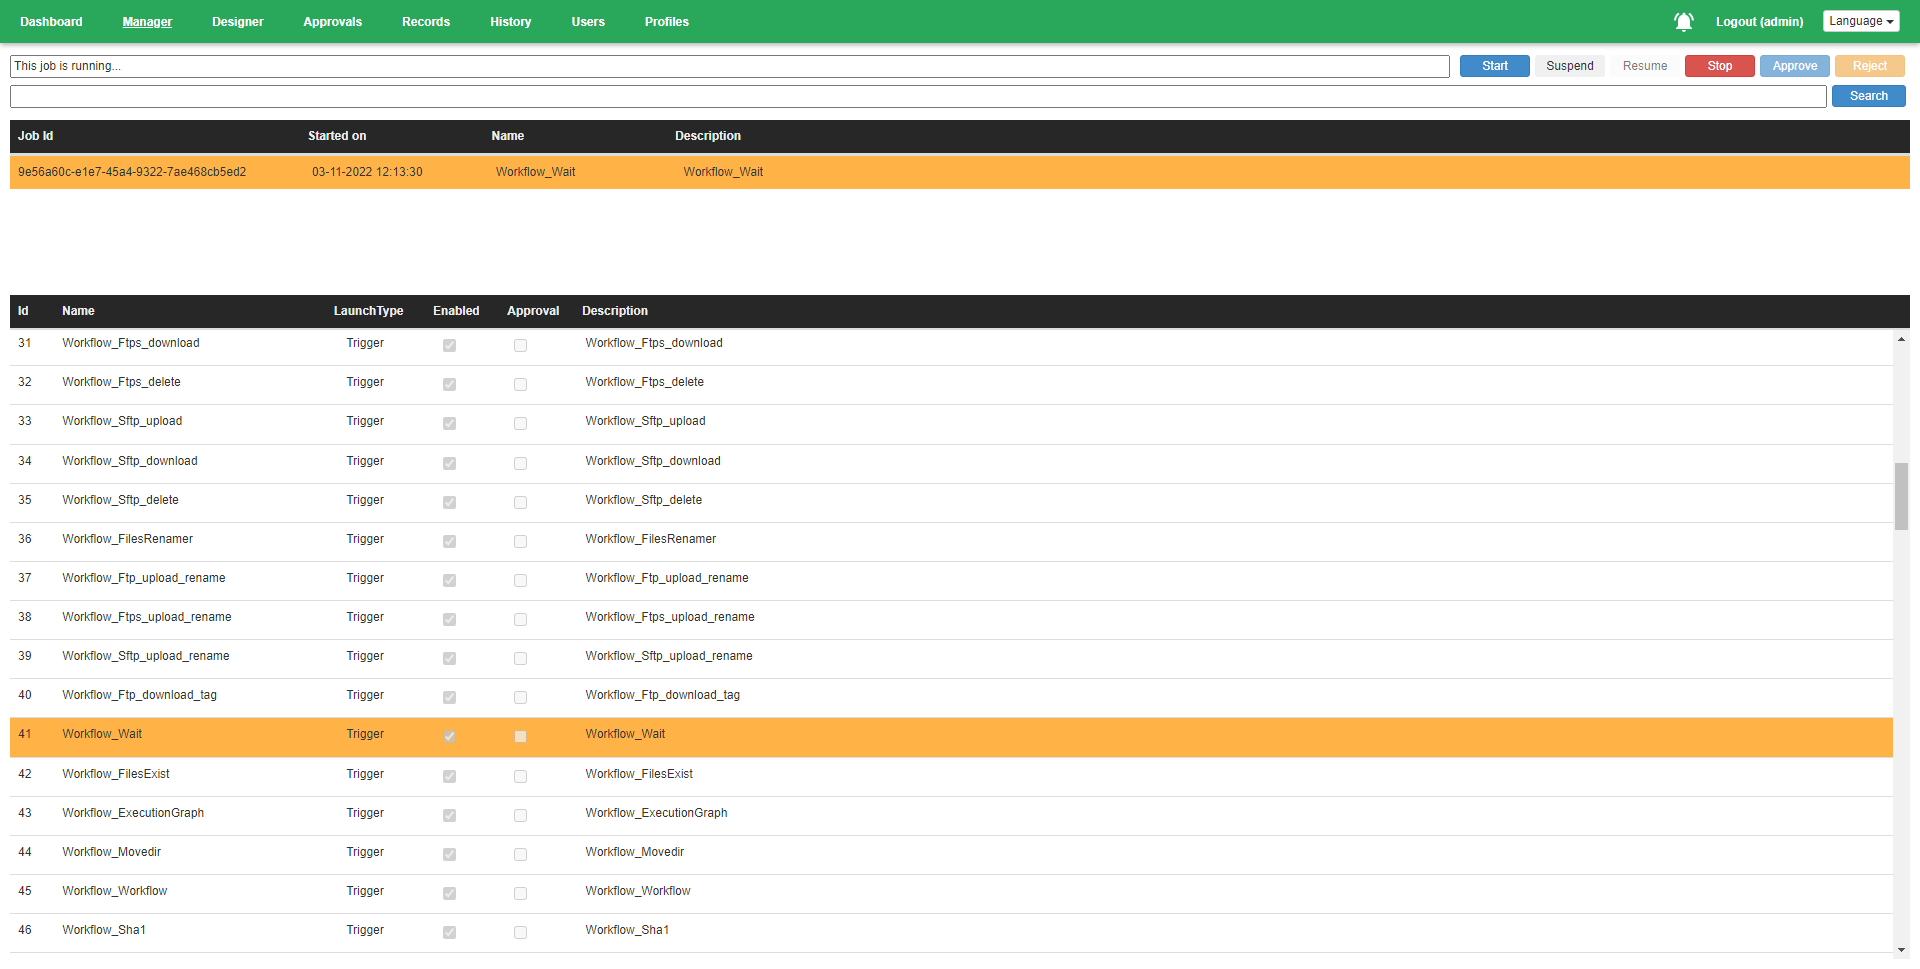 Dashboard Manager Designer Approvals Records History Users Profiles Logout (admin) Language
This job is running... Start Suspend Resume Stop Approve Reject
Search
Job Id Started on Name Description
9e56a60c-e1e7-45a4-9322-7ae468cb5ed2 03-11-2022 12:13:30 Workflow_Wait Workflow_Wait
Id Name LaunchType Enabled Approval Description
31 Workflow_Ftps_download Trigger Workflow_Ftps_download
32 Workflow_Ftps_delete Trigger Workflow_Ftps_delete
33 Workflow_Sftp_upload Trigger Workflow_Sftp_upload
34 Workflow_Sftp_download Trigger Workflow_Sftp_download
35 Workflow_Sftp_delete Trigger Workflow_Sftp_delete
36 Workflow_FilesRenamer Trigger Workflow_FilesRenamer
37 Workflow_Ftp_upload_rename Trigger Workflow_Ftp_upload_rename
38 Workflow_Ftps_upload_rename Trigger Workflow_Ftps_upload_rename
39 Workflow_Sftp_upload_rename Trigger Workflow_Sftp_upload_rename
40 Workflow_Ftp_download_tag Trigger Workflow_Ftp_download_tag
41 Workflow_Wait Trigger Workflow_Wait
42 Workflow_FilesExist Trigger Workflow_FilesExist
43 Workflow_ExecutionGraph Trigger Workflow_ExecutionGraph
44 Workflow_Movedir Trigger Workflow_Movedir
45 Workflow_Workflow Trigger Workflow_Workflow
46 Workflow_Sha1 Trigger Workflow_Sha1